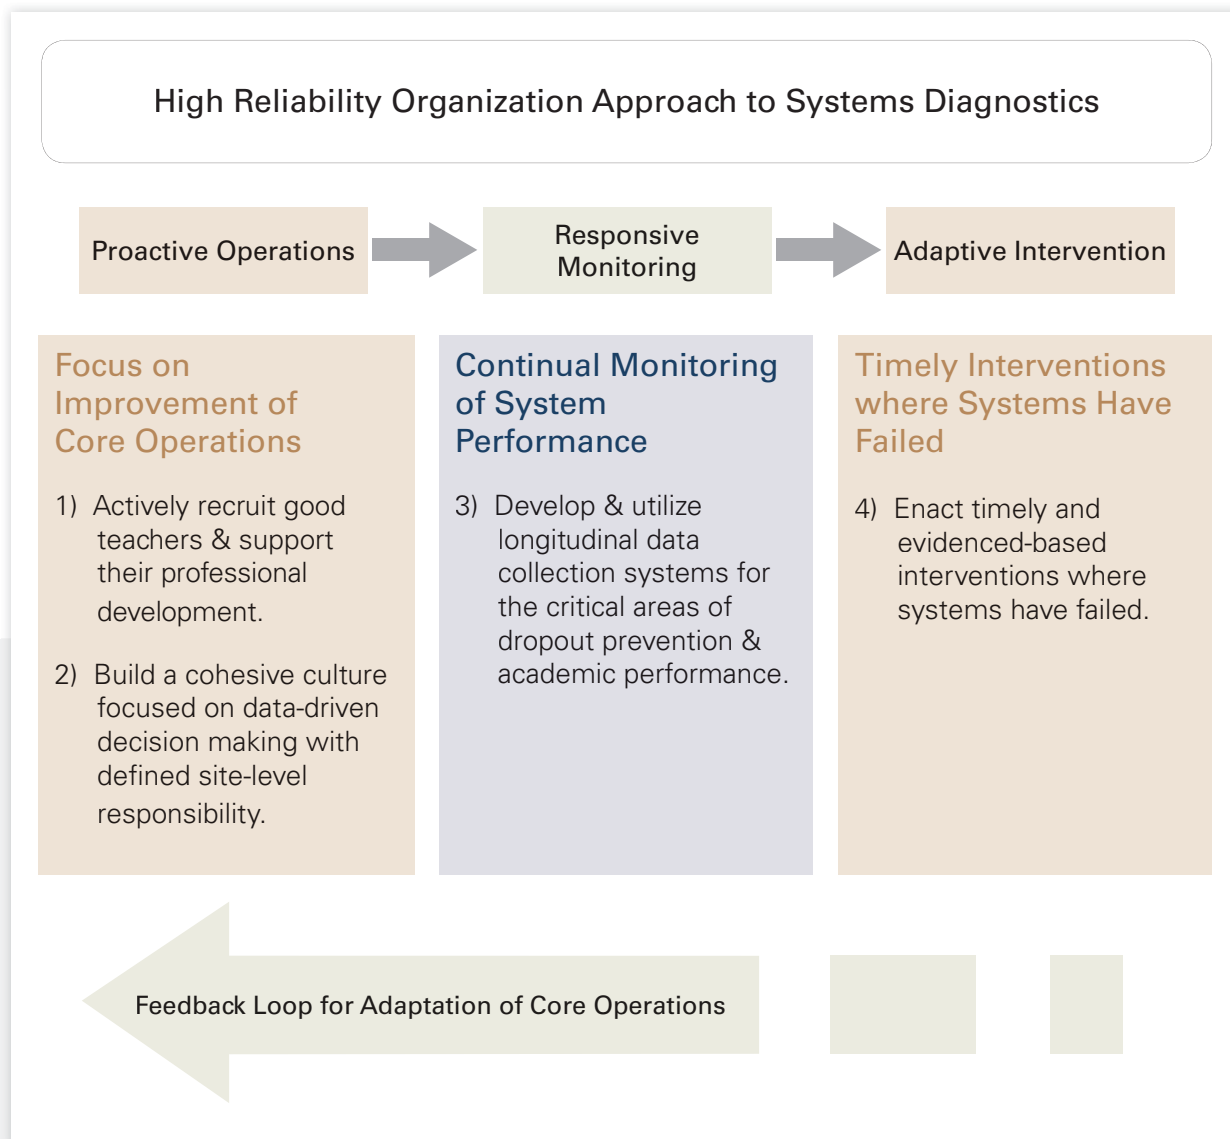 High Reliability Organization Approach to Systems Diagnostics
Proactive Operations
Responsive
Monitoring
Adaptive Intervention
Focus on
Improvement of
Core Operations
1) Actively recruit good
teachers & support
their professional
development.
2) Build a cohesive culture
focused on data-driven
decision making with
defined site-level
responsibility.
Continual Monitoring
of System
Performance
3) Develop & utilize
longitudinal data
collection systems for
the critical areas of
dropout prevention &
academic performance.
Timely Interventions
where Systems Have
Failed
4) Enact timely and
evidenced-based
interventions where
systems have failed.
Feedback Loop for Adaptation of Core Operations